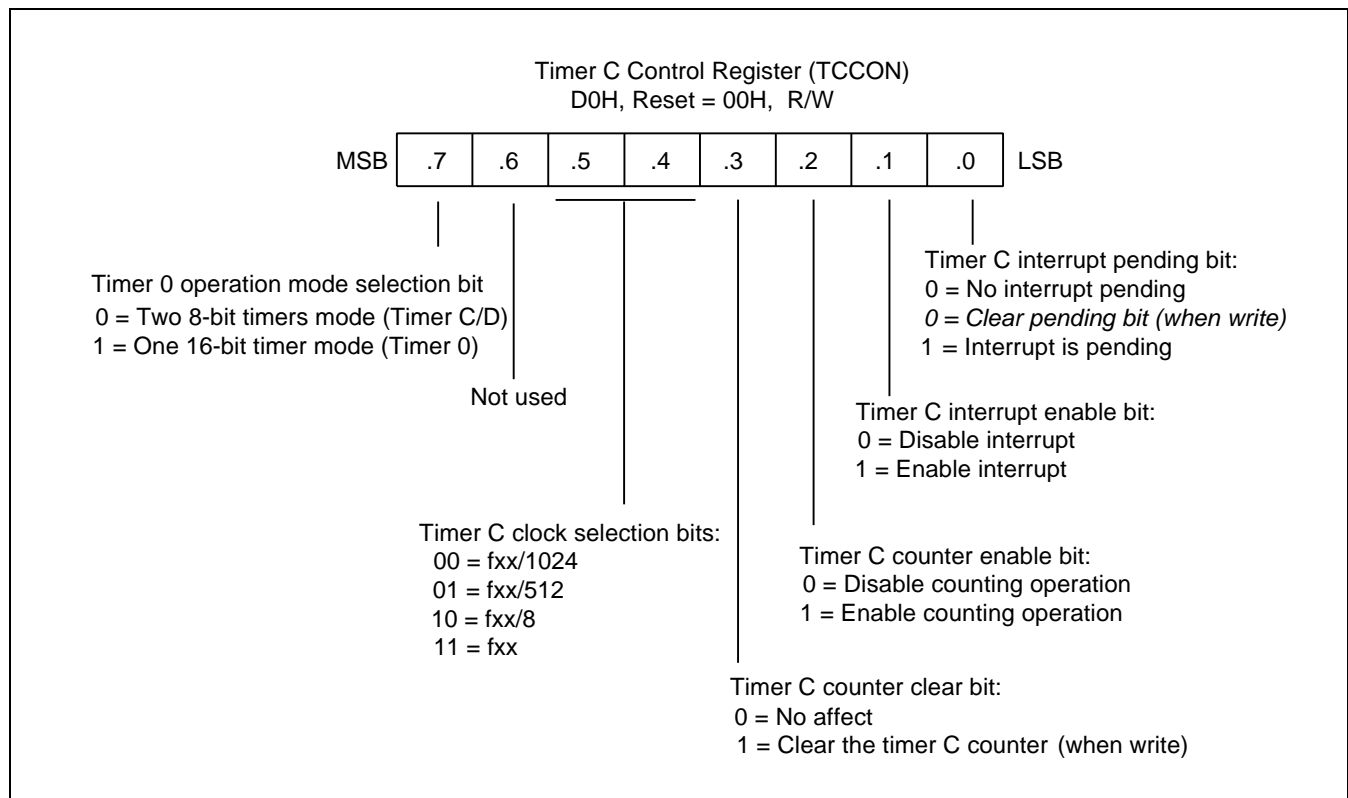 Timer C Control Register (TCCON)
D0H, Reset = 00H, R/W
MSB .7 .6 .5 .4 .3 .2 .1 .0 LSB
Timer 0 operation mode selection bit
0 = Two 8-bit timers mode (Timer C/D)
1 = One 16-bit timer mode (Timer 0)
Not used
Timer C clock selection bits:
00 = fxx/1024
01 = fxx/512
10 = fxx/8
11 = fxx
Timer C counter clear bit:
0 = No affect
1 = Clear the timer C counter (when write)
Timer C counter enable bit:
0 = Disable counting operation
1 = Enable counting operation
Timer C interrupt enable bit:
0 = Disable interrupt
1 = Enable interrupt
Timer C interrupt pending bit:
0 = No interrupt pending
0 = Clear pending bit (when write)
1 = Interrupt is pending